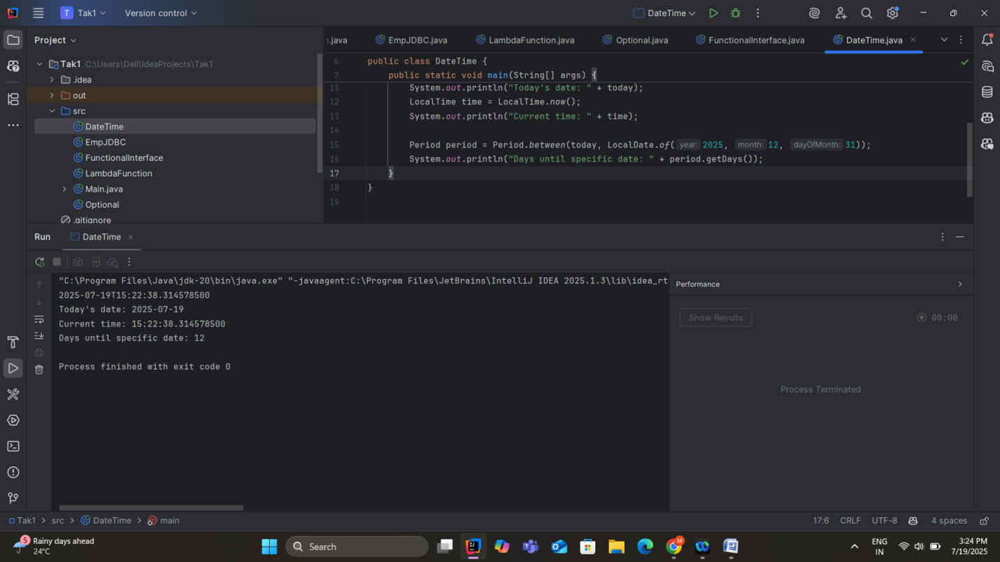 T
Tak1
Version control
DateTime
Project
n.java
EmpJDBC.java
LambdaFunction.java
Optional.java
FunctionalInterface.java
DateTime.java
Tak1 C:\Users\Dell\IdeaProjects\Tak1
.idea
out
src
DateTime
EmpJDBC
FunctionalInterface
LambdaFunction
Main.java
Optional
.gitignore
6 public class DateTime {
7 public static void main(String[] args) {
11 System.out.println("Today's date: " + today);
12 LocalTime time = LocalTime.now();
13 System.out.println("Current time: " + time);
14
15 Period period = Period.between(today, LocalDate.of( year: 2025, month: 12, dayOfMonth: 31));
16 System.out.println("Days until specific date: " + period.getDays());
17 }
18 }
19
Run
DateTime
"C:\Program Files\Java\jdk-20\bin\java.exe" "-javaagent:C:\Program Files\JetBrains\IntelliJ IDEA 2025.1.3\lib\idea_rt
2025-07-19T15:22:38.314578500
Today's date: 2025-07-19
Current time: 15:22:38.314578500
Days until specific date: 12
Process finished with exit code 0
Performance
Show Results
00:00
Process Terminated
Tak1 > src > DateTime > main
17:6 CRLF UTF-8 4 spaces
5
Rainy days ahead
24°C
Search
M
ENG
IN
3:24 PM
7/19/2025